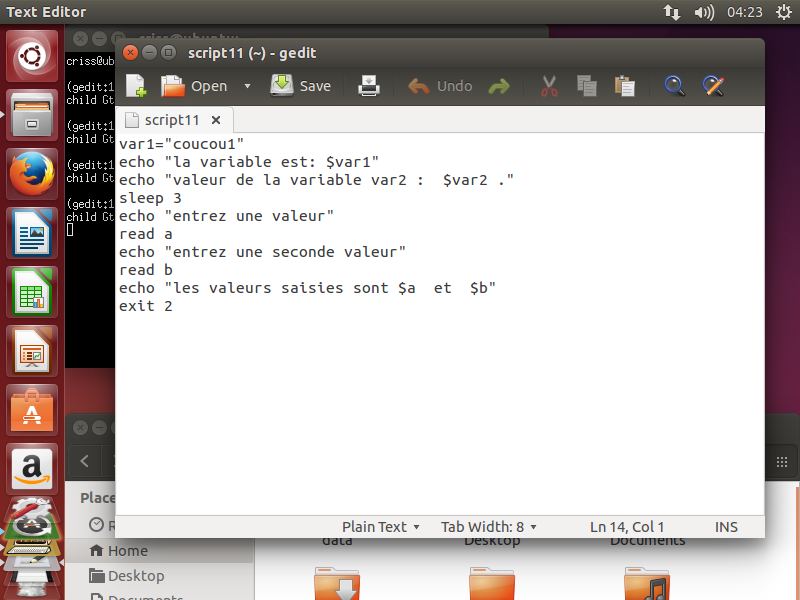 Text Editor
04:23
criss@ubuntu
script11 (~) - gedit
criss@ub
Open
Save
Undo
(gedit:1
child Gt
(gedit:1
child Gt
(gedit:1
child Gt
(gedit:1
child Gt
script11
var1="coucou1"
echo "la variable est: $var1"
echo "valeur de la variable var2 :  $var2 ."
sleep 3
echo "entrez une valeur"
read a
echo "entrez une seconde valeur"
read b
echo "les valeurs saisies sont $a  et  $b"
exit 2
Plain Text
Tab Width: 8
Ln 14, Col 1
INS
Place
R
Home
Desktop
Documents
data
Desktop
Documents